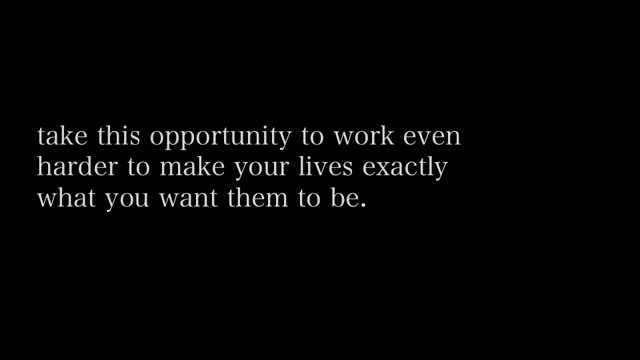 take this opportunity to work even
harder to make your lives exactly
what you want them to be.